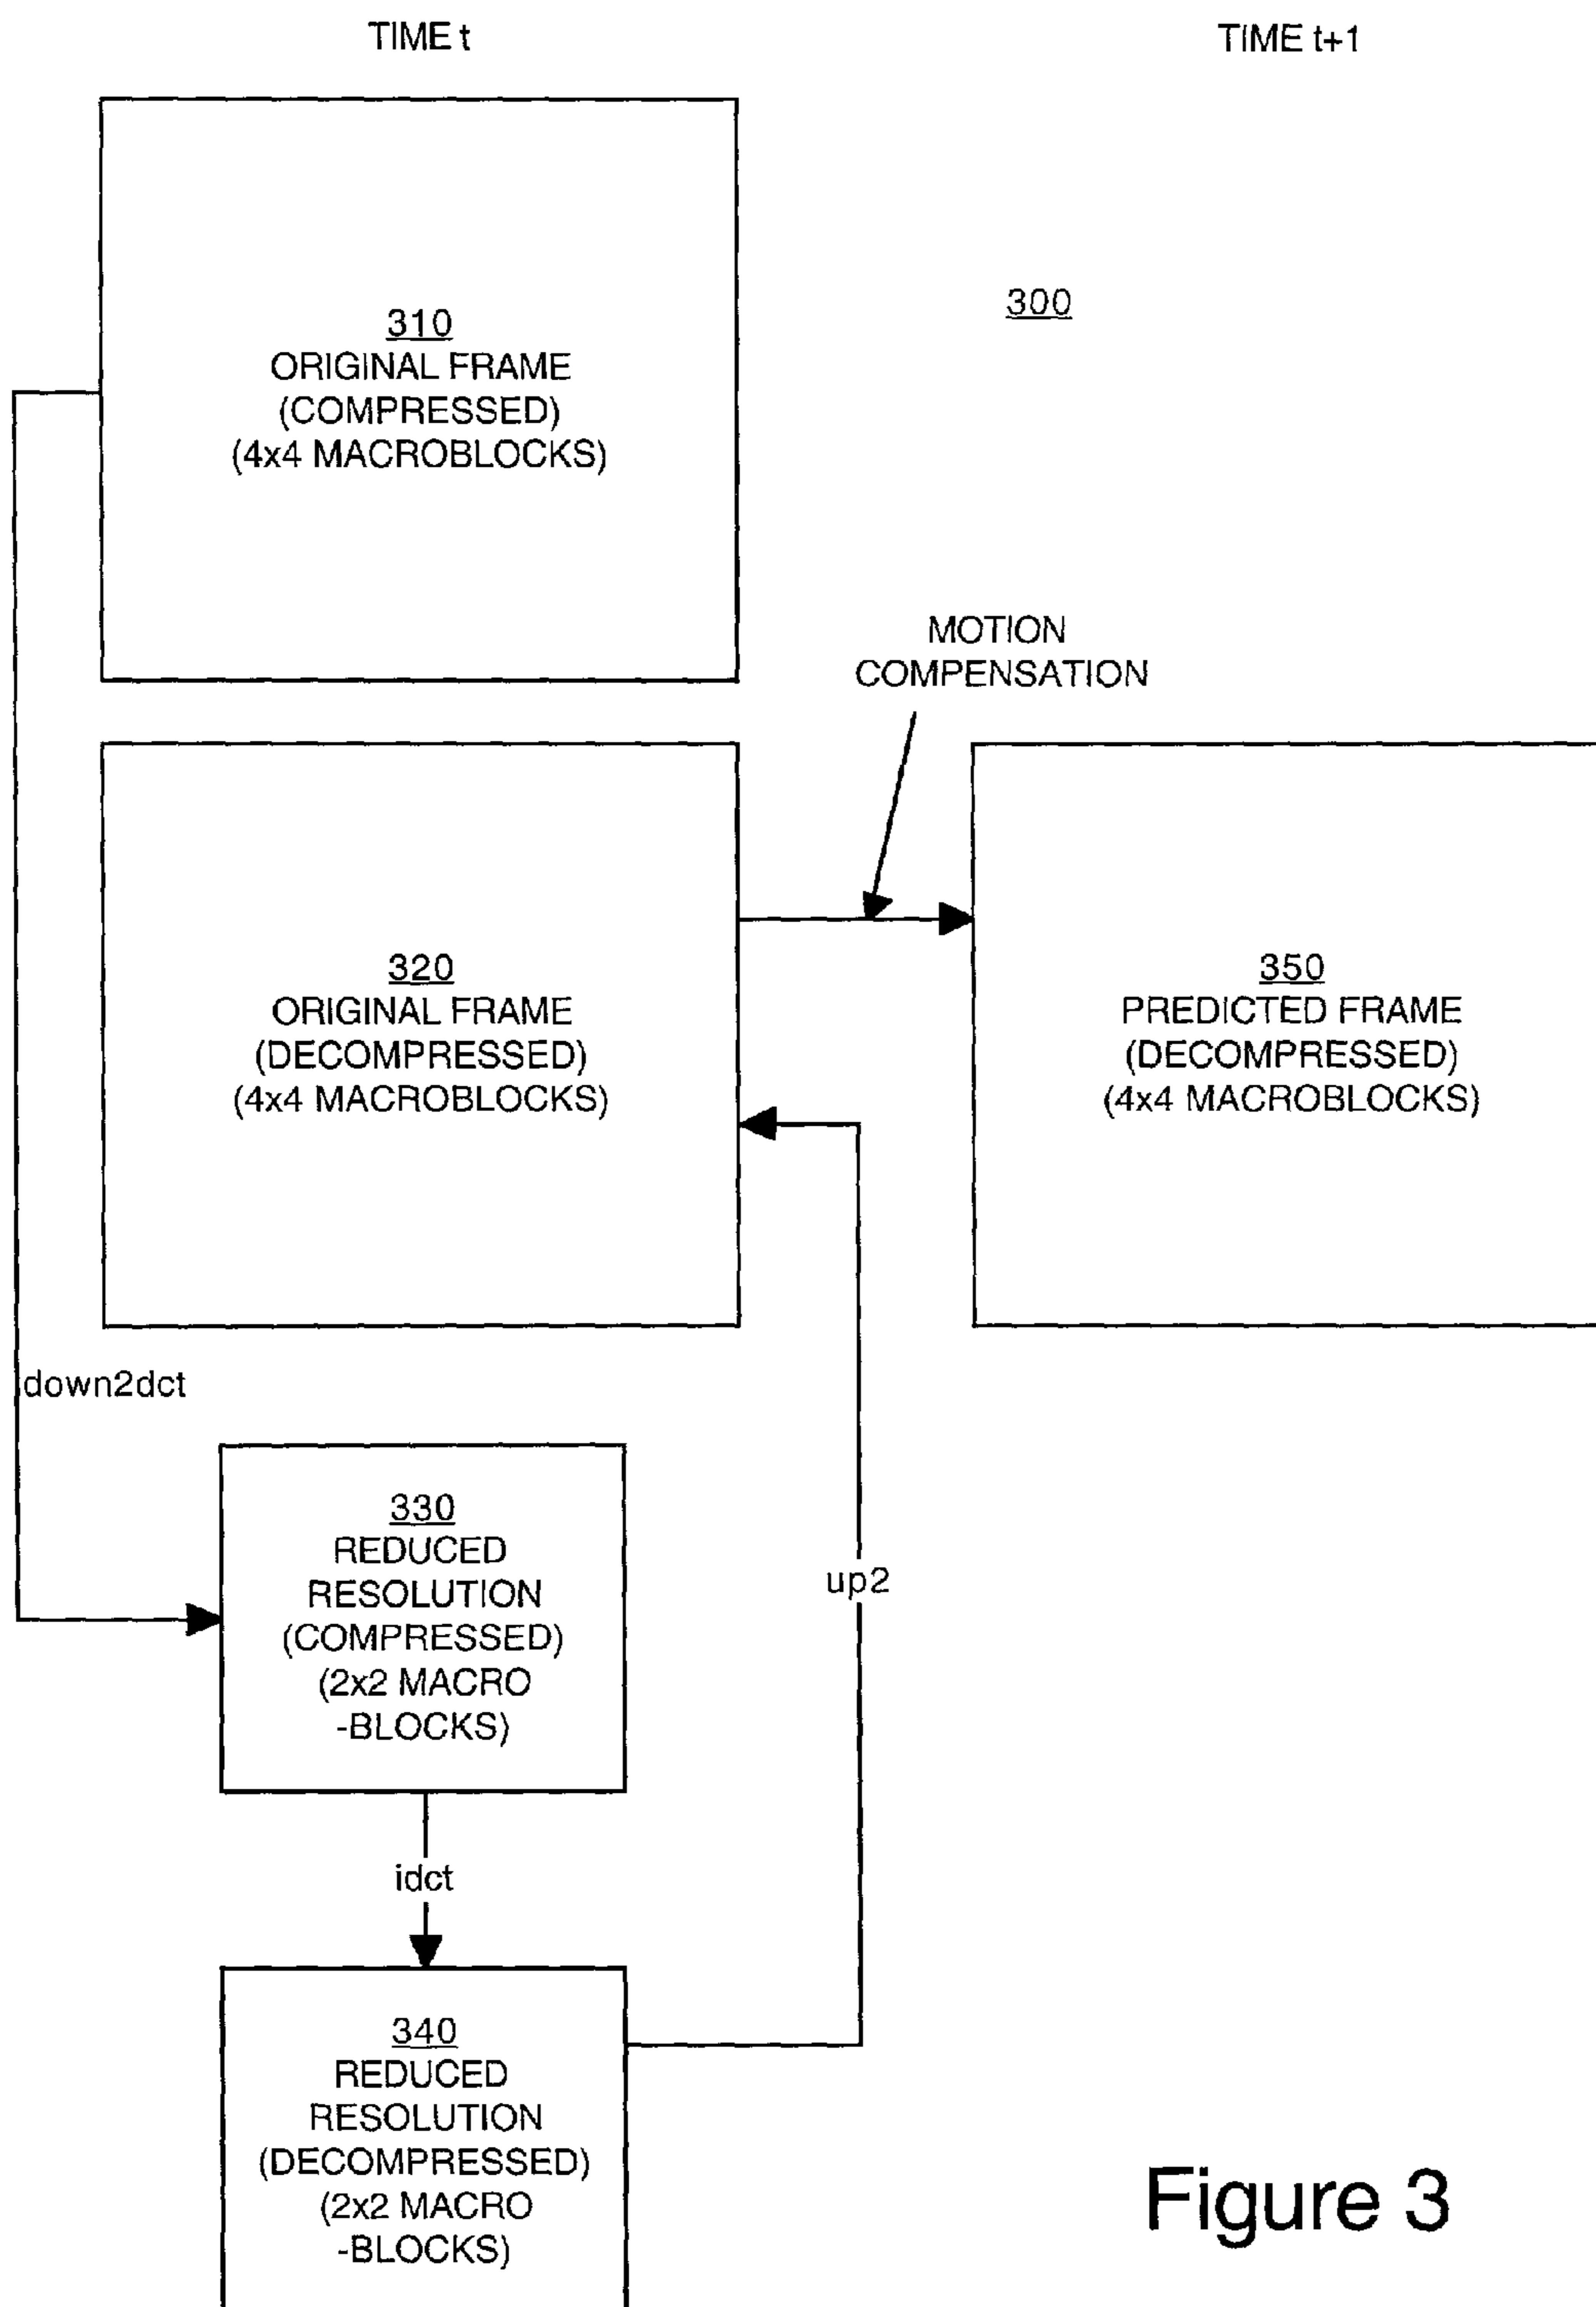 TIME t
TIME t+1
300
310
ORIGINAL FRAME
(COMPRESSED)
(4x4 MACROBLOCKS)
MOTION
COMPENSATION
320
ORIGINAL FRAME
(DECOMPRESSED)
(4x4 MACROBLOCKS)
350
PREDICTED FRAME
(DECOMPRESSED)
(4x4 MACROBLOCKS)
down2dct
330
REDUCED
RESOLUTION
(COMPRESSED)
(2x2 MACRO
-BLOCKS)
up2
idct
340
REDUCED
RESOLUTION
(DECOMPRESSED)
(2x2 MACRO
-BLOCKS)
Figure 3